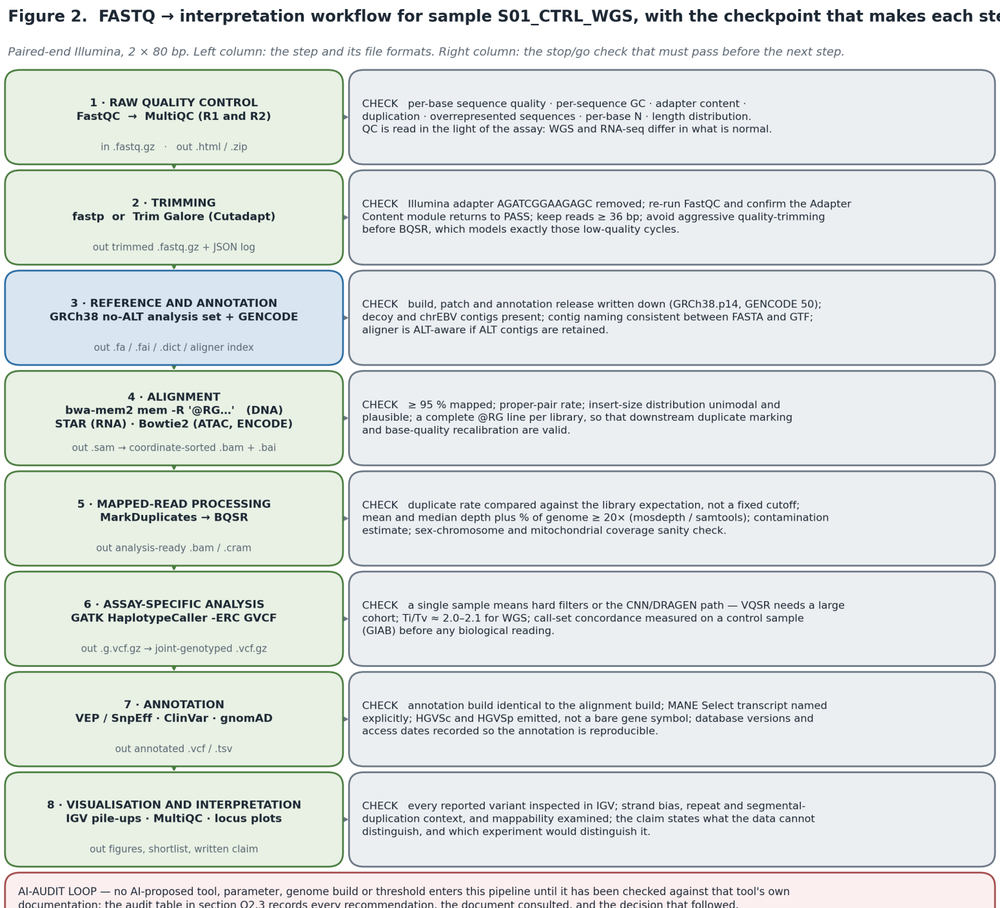 Figure 2.  FASTQ → interpretation workflow for sample S01_CTRL_WGS, with the checkpoint that makes each
Paired-end Illumina, 2 × 80 bp. Left column: the step and its file formats. Right column: the stop/go check that must pass before the next step.
1 · RAW QUALITY CONTROL
FastQC → MultiQC (R1 and R2)
in .fastq.gz · out .html / .zip
CHECK per-base sequence quality · per-sequence GC · adapter content ·
duplication · overrepresented sequences · per-base N · length distribution.
QC is read in the light of the assay: WGS and RNA-seq differ in what is normal.
2 · TRIMMING
fastp or Trim Galore (Cutadapt)
out trimmed .fastq.gz + JSON log
CHECK Illumina adapter AGATCGGAAGAGC removed; re-run FastQC and confirm the Adapter
Content module returns to PASS; keep reads ≥ 36 bp; avoid aggressive quality-trimming
before BQSR, which models exactly those low-quality cycles.
3 · REFERENCE AND ANNOTATION
GRCh38 no-ALT analysis set + GENCODE
out .fa / .fai / .dict / aligner index
CHECK build, patch and annotation release written down (GRCh38.p14, GENCODE 50);
decoy and chrEBV contigs present; contig naming consistent between FASTA and GTF;
aligner is ALT-aware if ALT contigs are retained.
4 · ALIGNMENT
bwa-mem2 mem -R '@RG…' (DNA)
STAR (RNA) · Bowtie2 (ATAC, ENCODE)
out .sam → coordinate-sorted .bam + .bai
CHECK ≥ 95 % mapped; proper-pair rate; insert-size distribution unimodal and
plausible; a complete @RG line per library, so that downstream duplicate marking
and base-quality recalibration are valid.
5 · MAPPED-READ PROCESSING
MarkDuplicates → BQSR
out analysis-ready .bam / .cram
CHECK duplicate rate compared against the library expectation, not a fixed cutoff;
mean and median depth plus % of genome ≥ 20× (mosdepth / samtools); contamination
estimate; sex-chromosome and mitochondrial coverage sanity check.
6 · ASSAY-SPECIFIC ANALYSIS
GATK HaplotypeCaller -ERC GVCF
out .g.vcf.gz → joint-genotyped .vcf.gz
CHECK a single sample means hard filters or the CNN/DRAGEN path — VQSR needs a large
cohort; Ti/Tv ≈ 2.0–2.1 for WGS; call-set concordance measured on a control sample
(GIAB) before any biological reading.
7 · ANNOTATION
VEP / SnpEff · ClinVar · gnomAD
out annotated .vcf / .tsv
CHECK annotation build identical to the alignment build; MANE Select transcript named
explicitly; HGVSc and HGVSp emitted, not a bare gene symbol; database versions and
access dates recorded so the annotation is reproducible.
8 · VISUALISATION AND INTERPRETATION
IGV pile-ups · MultiQC · locus plots
out figures, shortlist, written claim
CHECK every reported variant inspected in IGV; strand bias, repeat and segmental-
duplication context, and mappability examined; the claim states what the data cannot
distinguish, and which experiment would distinguish it.
AI-AUDIT LOOP — no AI-proposed tool, parameter, genome build or threshold enters this pipeline until it has been checked against that tool's own
documentation; the audit table in section Q2.3 records every recommendation, the document consulted, and the decision that followed.